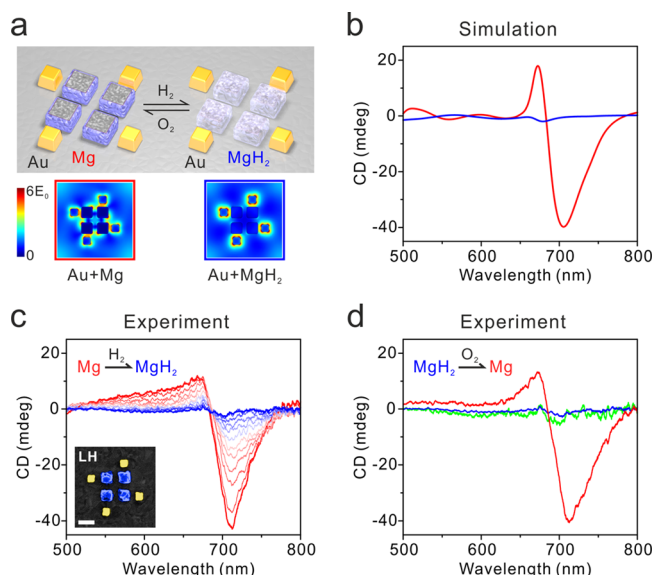 a
H₂
O₂
Au
Mg
Au
MgH₂
6E₀
0
Au+Mg
Au+MgH₂
b
Simulation
CD (mdeg)
20
0
-20
-40
500
600
700
800
Wavelength (nm)
c
Experiment
Mg H₂ MgH₂
CD (mdeg)
20
0
-20
-40
LH
500
600
700
800
Wavelength (nm)
d
Experiment
MgH₂ O₂ Mg
CD (mdeg)
20
0
-20
-40
500
600
700
800
Wavelength (nm)